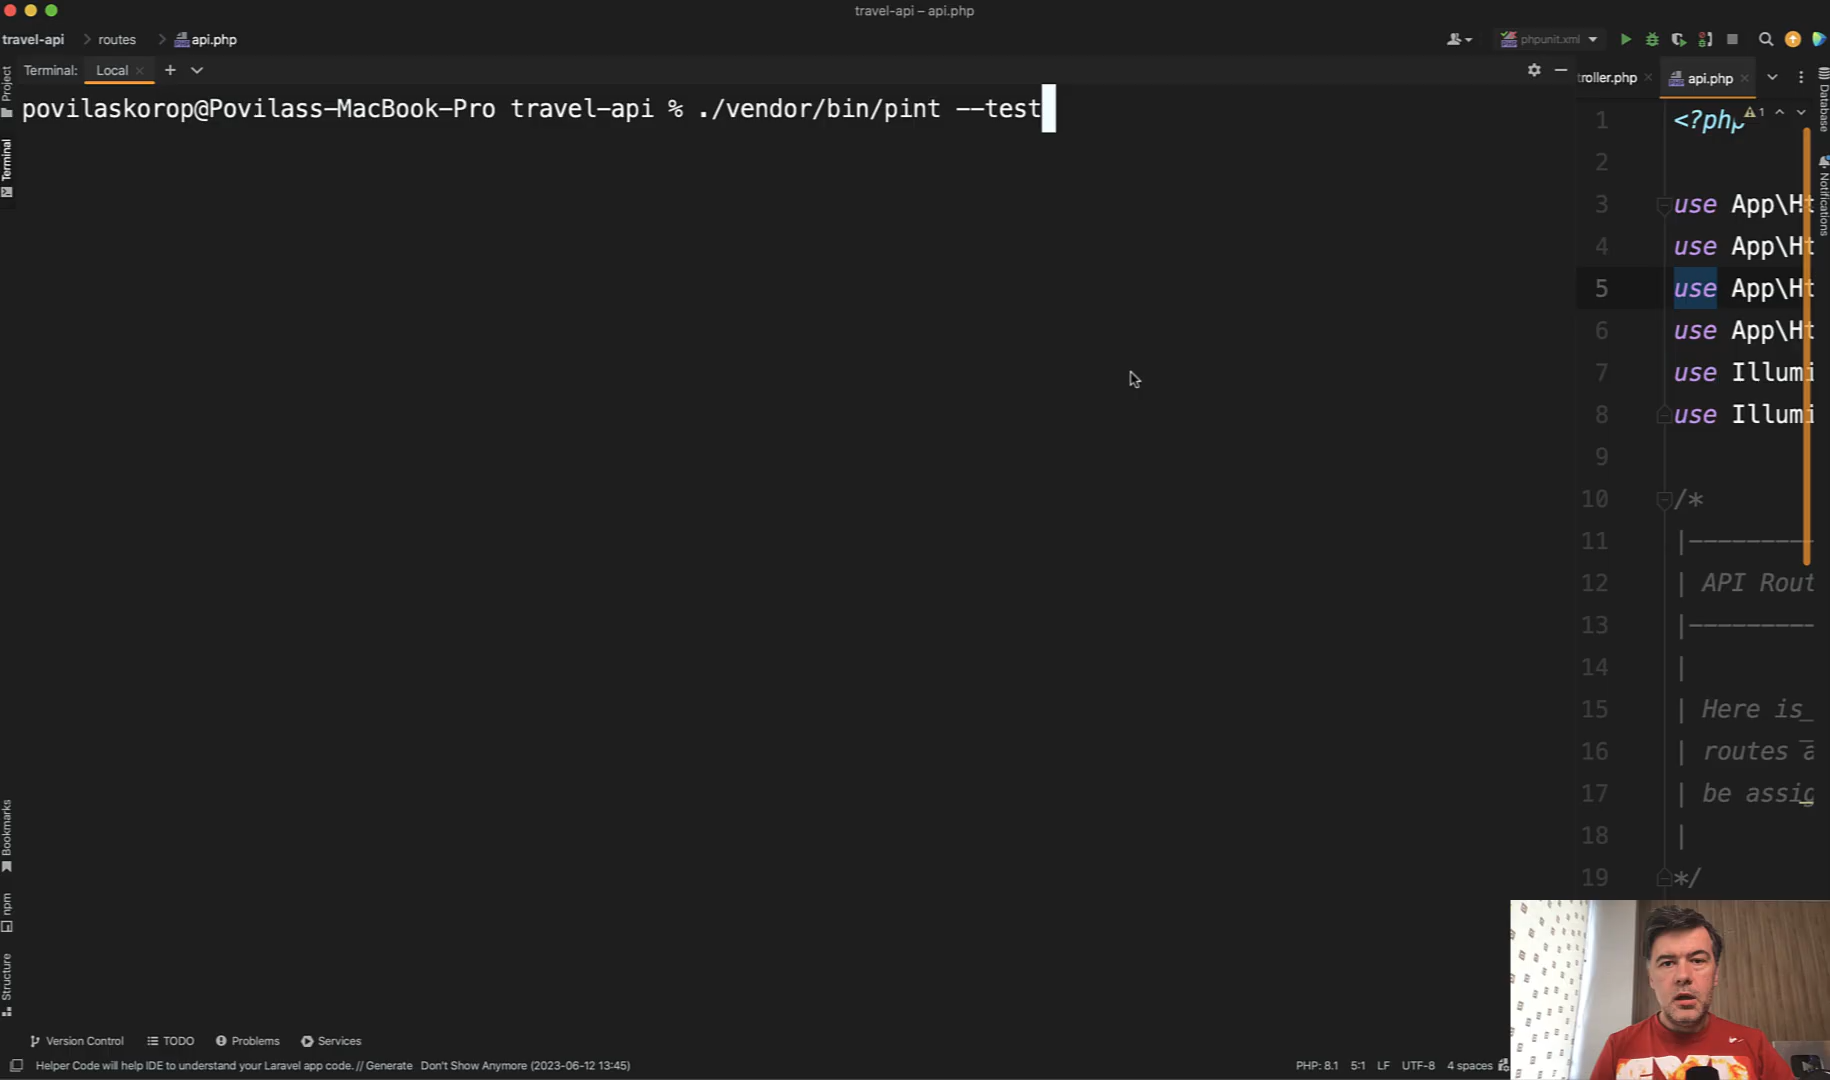 travel-api – api.php
travel-api
routes
api.php
phpunit.xml
Terminal:
Local
troller.php
api.php
povilaskorop@Povilass-MacBook-Pro travel-api % ./vendor/bin/pint --test
Project
Terminal
Bookmarks
npm
Structure
Database
Notifications
1
1 <?php
2
3 use App\Ht
4 use App\Ht
5 use App\Ht
6 use App\Ht
7 use Illumi
8 use Illumi
9
10 /*
11 |---------
12 | API Rout
13 |---------
14 |
15 | Here is
16 | routes a
17 | be assig
18 |
19 */
Version Control
TODO
Problems
Services
Helper Code will help IDE to understand your Laravel app code. // Generate Don't Show Anymore (2023-06-12 13:45)
PHP: 8.1
5:1
LF
UTF-8
4 spaces